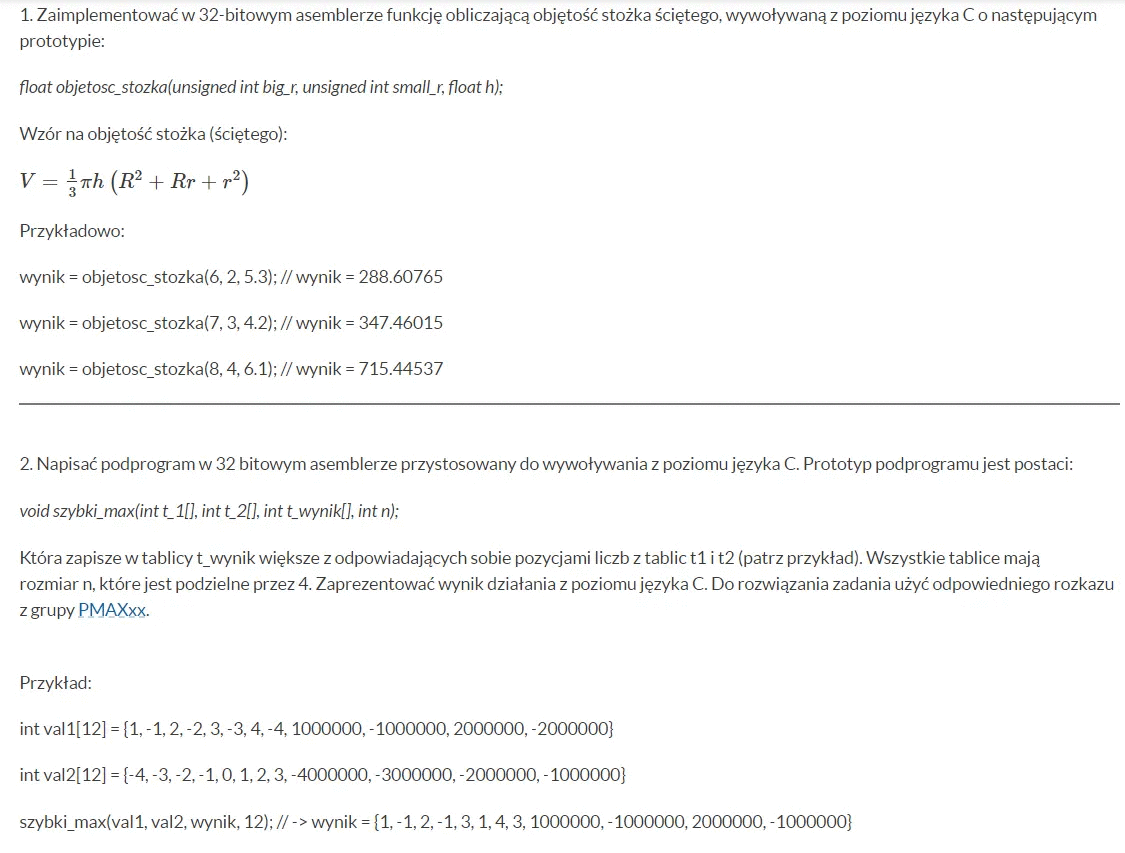 1. Zaimplementować w 32-bitowym asemblerze funkcję obliczającą objętość stożka ściętego, wywoływaną z poziomu języka C o następującym
prototypie:
float objetosc_stozka(unsigned int big_r, unsigned int small_r, float h);
Wzór na objętość stożka (ściętego):
V = 1/3 πh (R² + Rr + r²)
Przykładowo:
wynik = objetosc_stozka(6, 2, 5.3); // wynik = 288.60765
wynik = objetosc_stozka(7, 3, 4.2); // wynik = 347.46015
wynik = objetosc_stozka(8, 4, 6.1); // wynik = 715.44537
2. Napisać podprogram w 32 bitowym asemblerze przystosowany do wywoływania z poziomu języka C. Prototyp podprogramu jest postaci:
void szybki_max(int t_1[], int t_2[], int t_wynik[], int n);
Która zapisze w tablicy t_wynik większe z odpowiadających sobie pozycjami liczb z tablic t1 i t2 (patrz przykład). Wszystkie tablice mają
rozmiar n, które jest podzielne przez 4. Zaprezentować wynik działania z poziomu języka C. Do rozwiązania zadania użyć odpowiedniego rozkazu
z grupy PMAXxx.
Przykład:
int val1[12] = {1, -1, 2, -2, 3, -3, 4, -4, 1000000, -1000000, 2000000, -2000000}
int val2[12] = {-4, -3, -2, -1, 0, 1, 2, 3, -4000000, -3000000, -2000000, -1000000}
szybki_max(val1, val2, wynik, 12); // -> wynik = {1, -1, 2, -1, 3, 1, 4, 3, 1000000, -1000000, 2000000, -1000000}